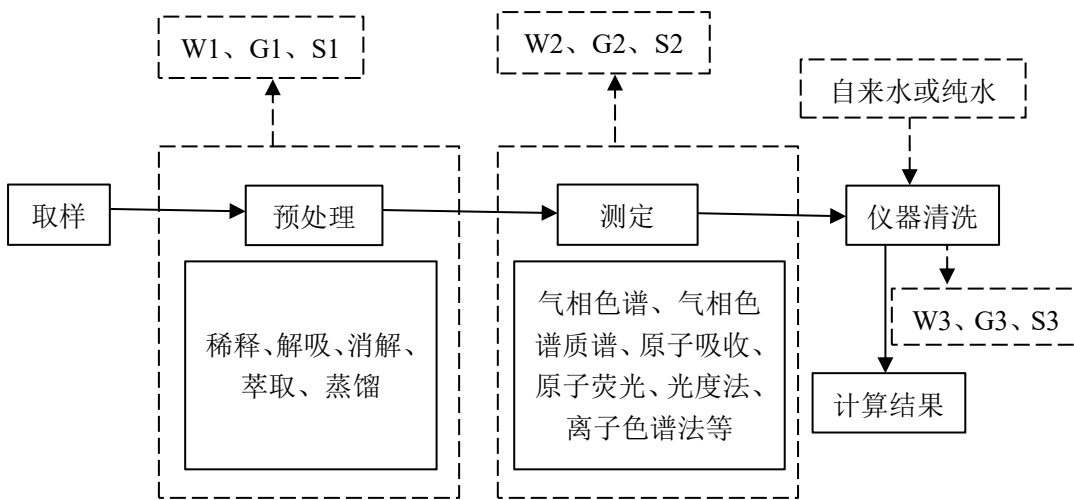 W1、G1、S1
W2、G2、S2
自来水或纯水
取样
预处理
测定
仪器清洗
稀释、解吸、消解、
萃取、蒸馏
气相色谱、气相色
谱质谱、原子吸收、
原子荧光、光度法、
离子色谱法等
W3、G3、S3
计算结果